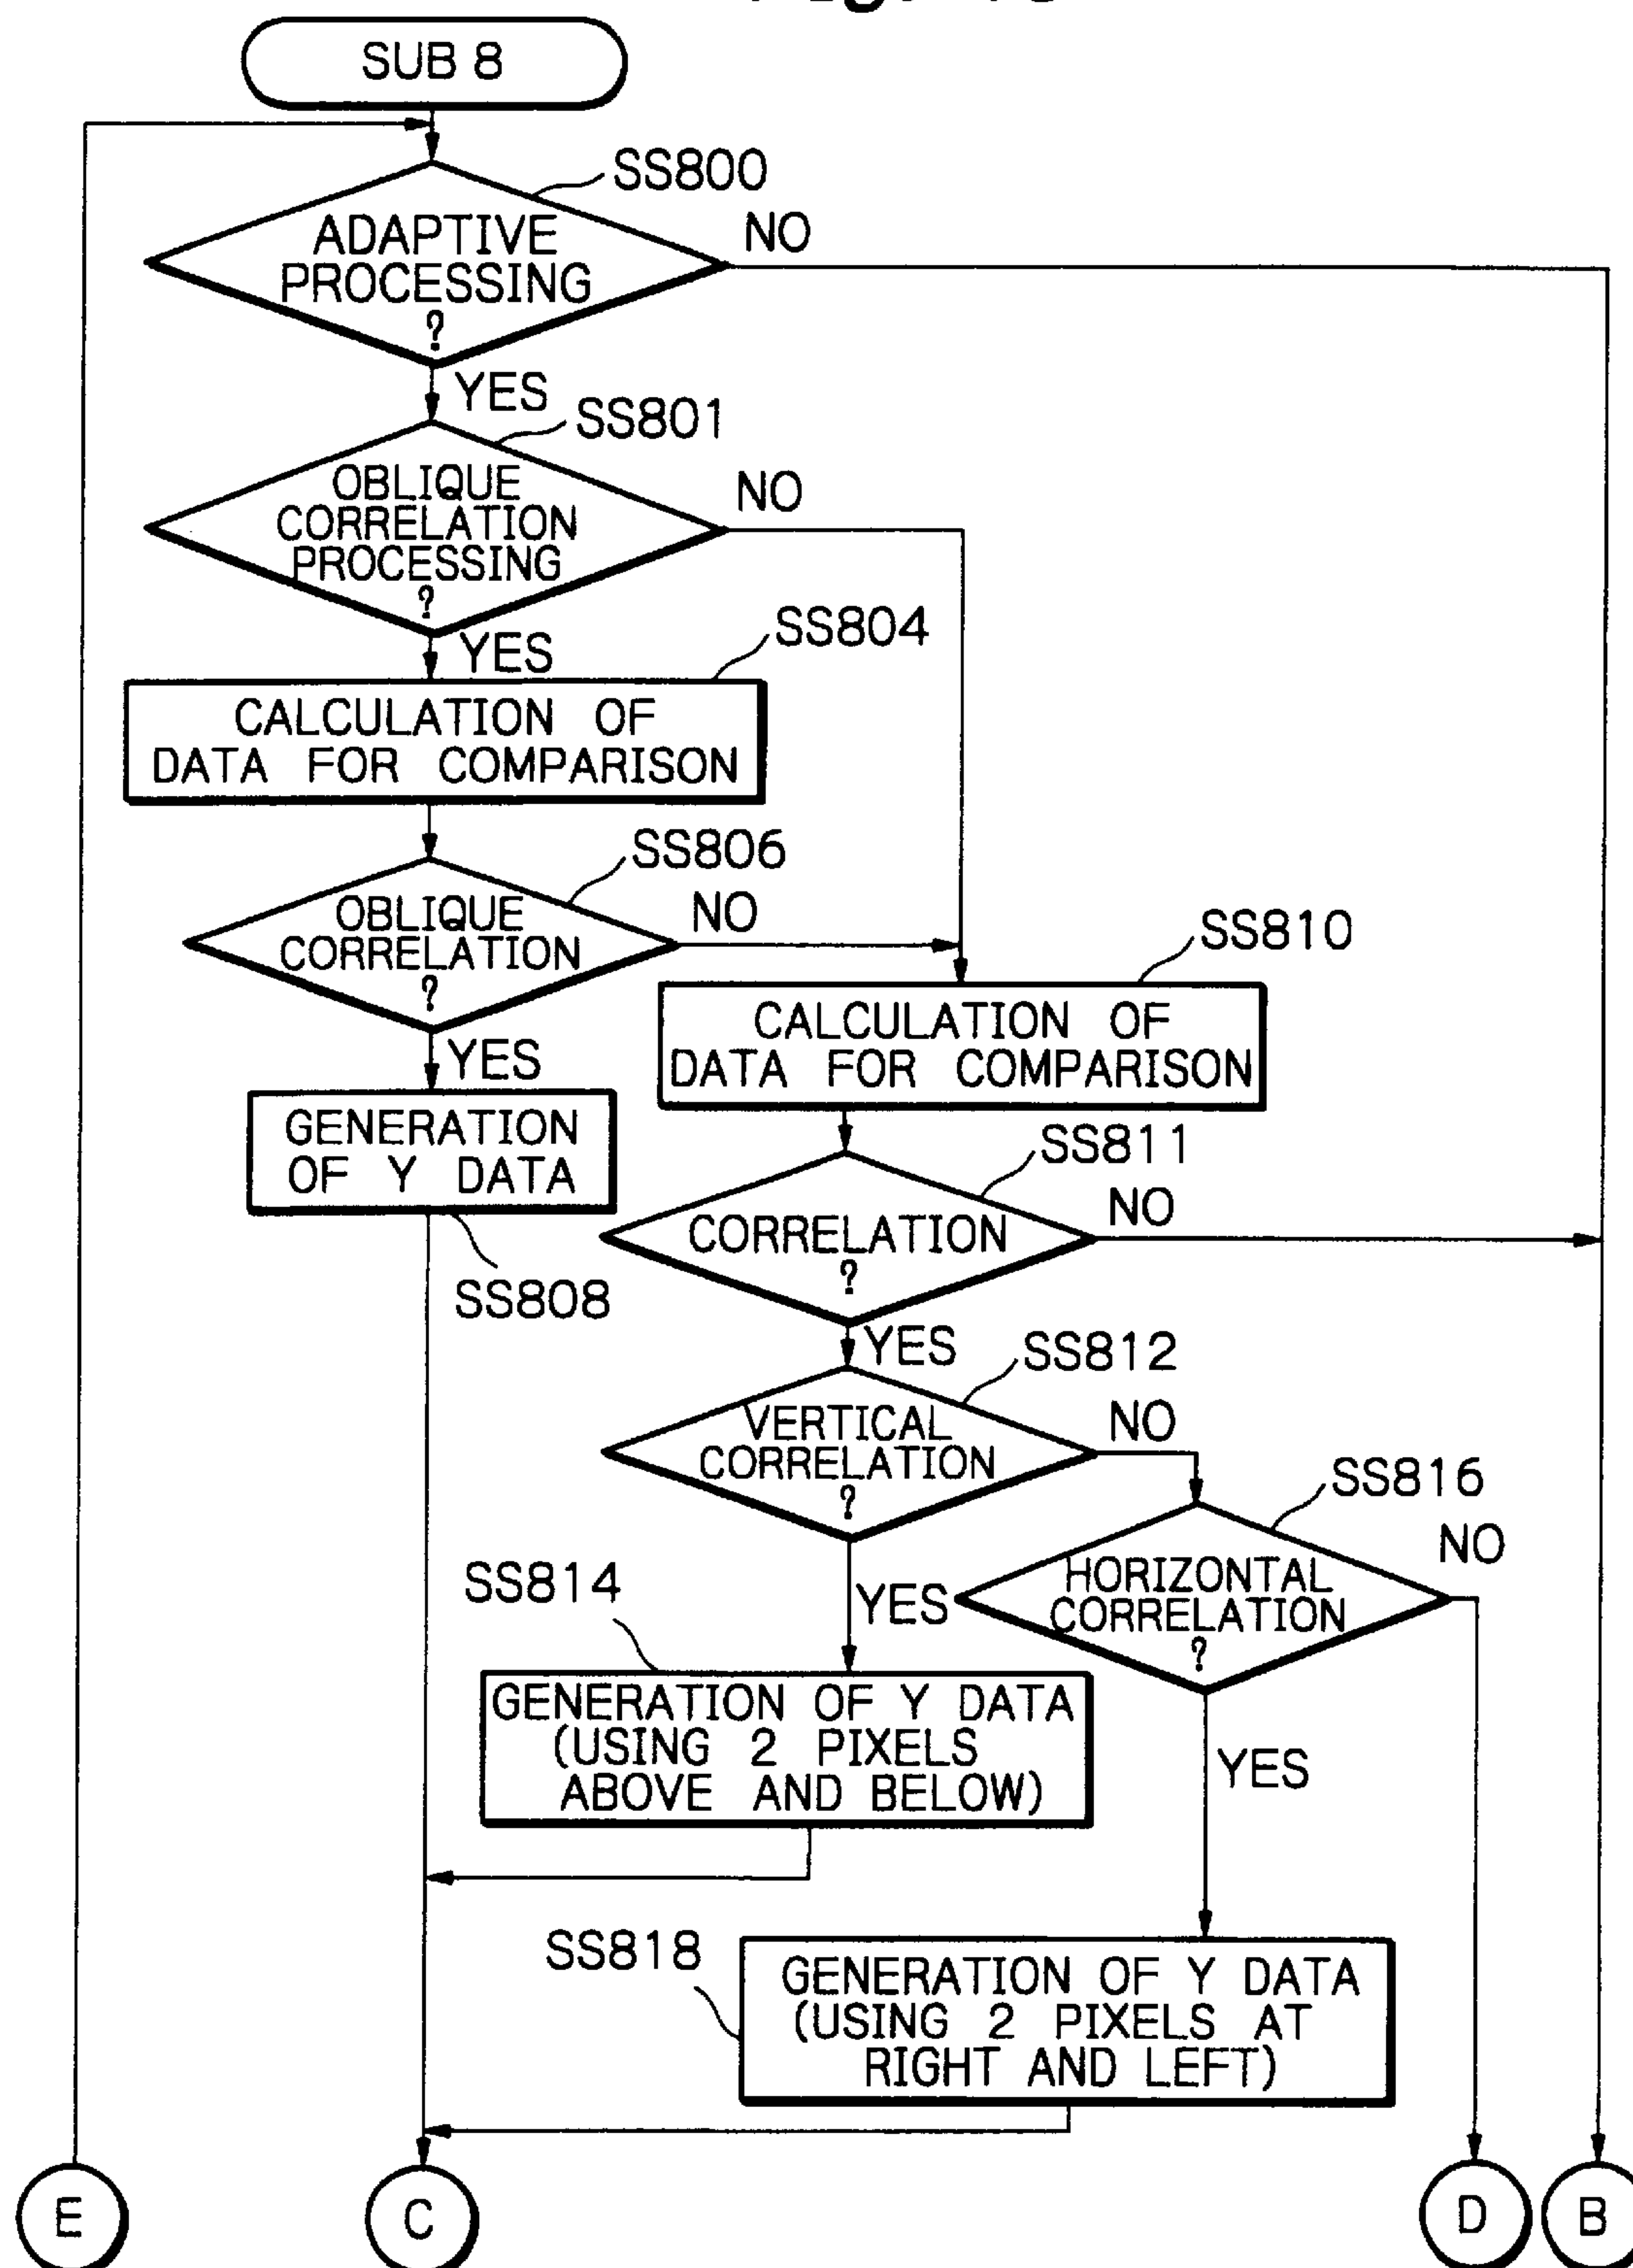 SUB 8
SS800
ADAPTIVE
PROCESSING
?
NO
YES
SS801
OBLIQUE
CORRELATION
PROCESSING
?
NO
YES
SS804
CALCULATION OF
DATA FOR COMPARISON
SS806
OBLIQUE
CORRELATION
?
NO
YES
SS810
CALCULATION OF
DATA FOR COMPARISON
GENERATION
OF Y DATA
SS808
SS811
CORRELATION
?
NO
YES
SS812
VERTICAL
CORRELATION
?
NO
YES
SS816
HORIZONTAL
CORRELATION
?
NO
YES
SS814
GENERATION OF Y DATA
(USING 2 PIXELS
ABOVE AND BELOW)
SS818
GENERATION OF Y DATA
(USING 2 PIXELS AT
RIGHT AND LEFT)
E
C
D
B